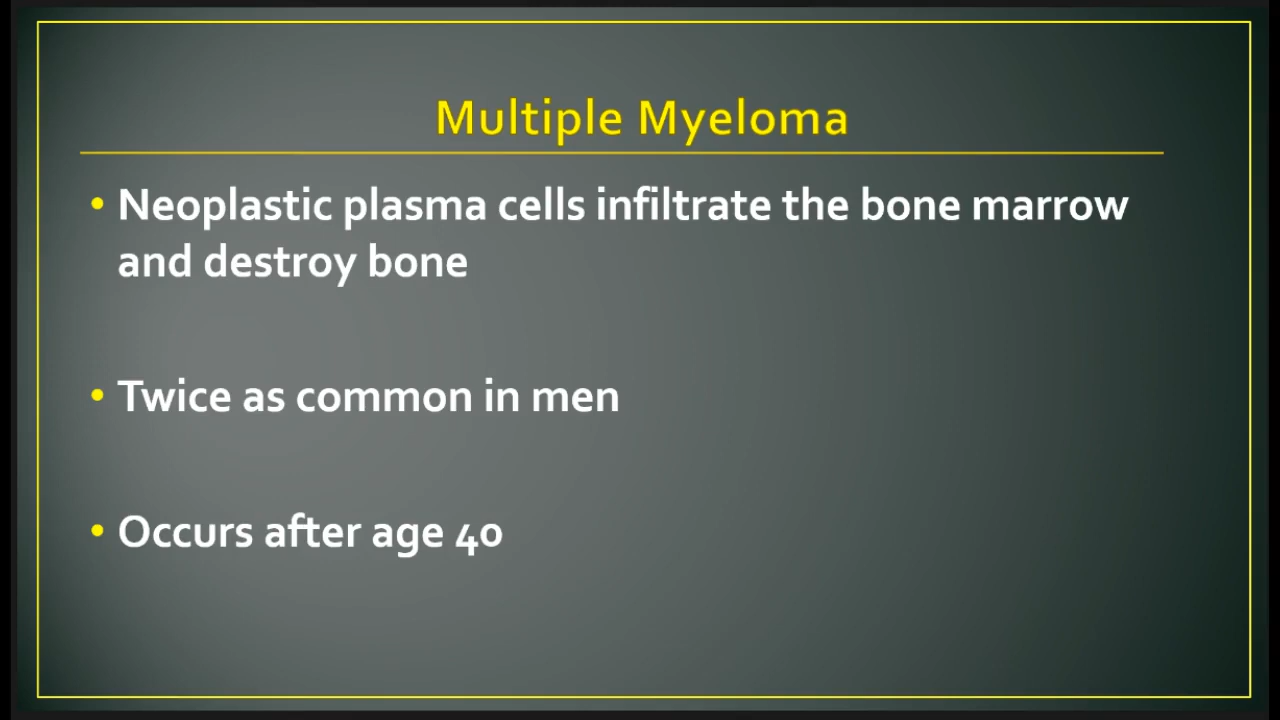 Multiple Myeloma
• Neoplastic plasma cells infiltrate the bone marrow
and destroy bone
• Twice as common in men
• Occurs after age 40